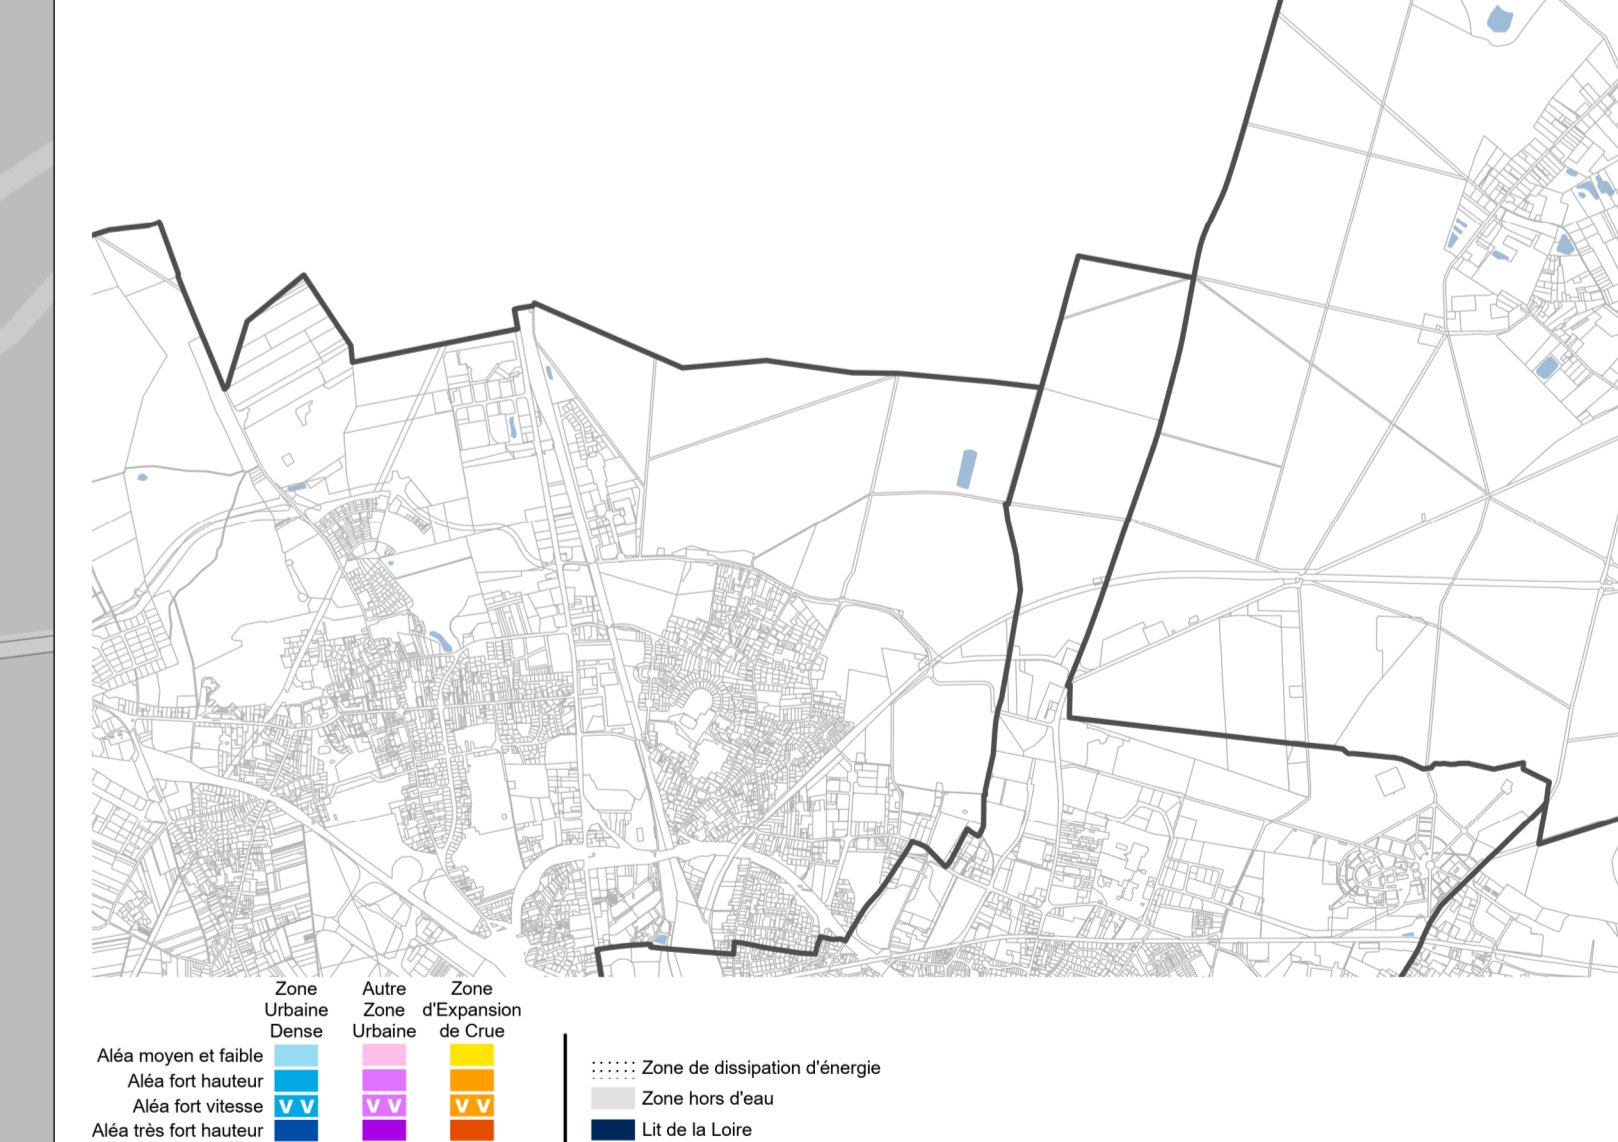 Zone
Urbaine
Dense
Autre
Zone
Urbaine
Zone
d'Expansion
de Crue
Aléa moyen et faible
Aléa fort hauteur
Aléa fort vitesse
V V
V V
V V
Aléa très fort hauteur
Zone de dissipation d'énergie
Zone hors d'eau
Lit de la Loire